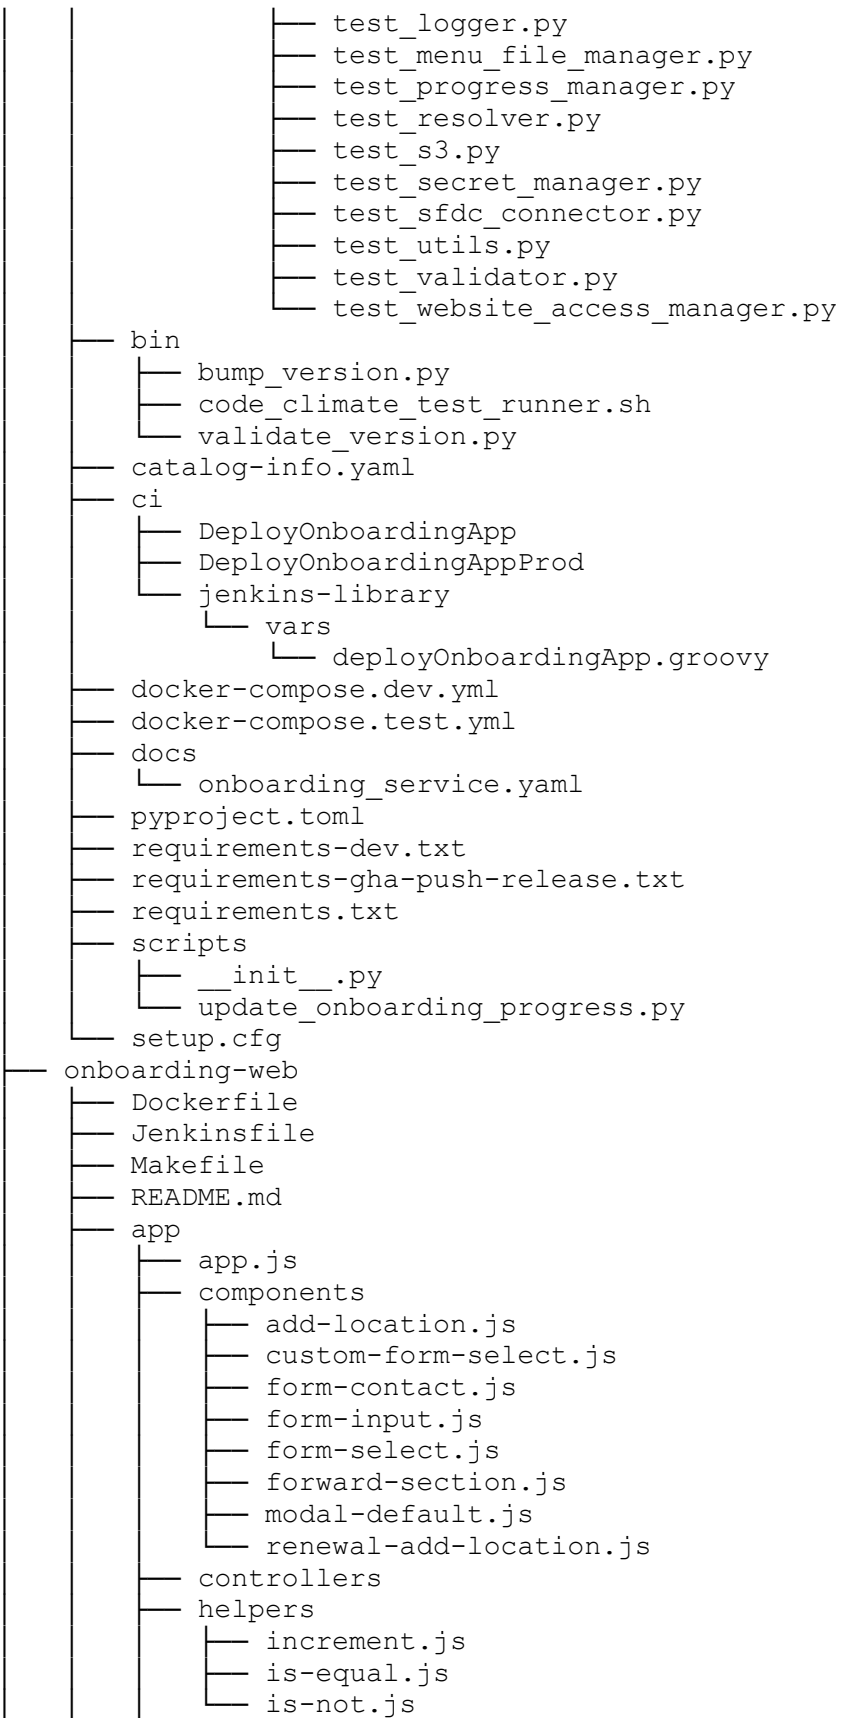 │   │           ├── test_logger.py
│   │           ├── test_menu_file_manager.py
│   │           ├── test_progress_manager.py
│   │           ├── test_resolver.py
│   │           ├── test_s3.py
│   │           ├── test_secret_manager.py
│   │           ├── test_sfdc_connector.py
│   │           ├── test_utils.py
│   │           ├── test_validator.py
│   │           └── test_website_access_manager.py
│   ├── bin
│   │   ├── bump_version.py
│   │   ├── code_climate_test_runner.sh
│   │   └── validate_version.py
│   ├── catalog-info.yaml
│   ├── ci
│   │   ├── DeployOnboardingApp
│   │   ├── DeployOnboardingAppProd
│   │   └── jenkins-library
│   │       └── vars
│   │           └── deployOnboardingApp.groovy
│   ├── docker-compose.dev.yml
│   ├── docker-compose.test.yml
│   ├── docs
│   │   └── onboarding_service.yaml
│   ├── pyproject.toml
│   ├── requirements-dev.txt
│   ├── requirements-gha-push-release.txt
│   ├── requirements.txt
│   ├── scripts
│   │   ├── __init__.py
│   │   └── update_onboarding_progress.py
│   └── setup.cfg
├── onboarding-web
│   ├── Dockerfile
│   ├── Jenkinsfile
│   ├── Makefile
│   ├── README.md
│   ├── app
│   │   ├── app.js
│   │   ├── components
│   │   │   ├── add-location.js
│   │   │   ├── custom-form-select.js
│   │   │   ├── form-contact.js
│   │   │   ├── form-input.js
│   │   │   ├── form-select.js
│   │   │   ├── forward-section.js
│   │   │   ├── modal-default.js
│   │   │   └── renewal-add-location.js
│   │   ├── controllers
│   │   ├── helpers
│   │   │   ├── increment.js
│   │   │   ├── is-equal.js
│   │   │   └── is-not.js